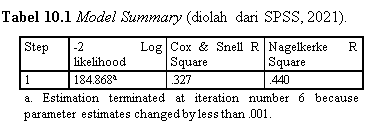 Tabel 10.1 Model Summary (diolah dari SPSS, 2021).
Step -2 Log likelihood Cox & Snell R Square Nagelkerke R Square
1 184.868a .327 .440
a. Estimation terminated at iteration number 6 because
parameter estimates changed by less than .001.